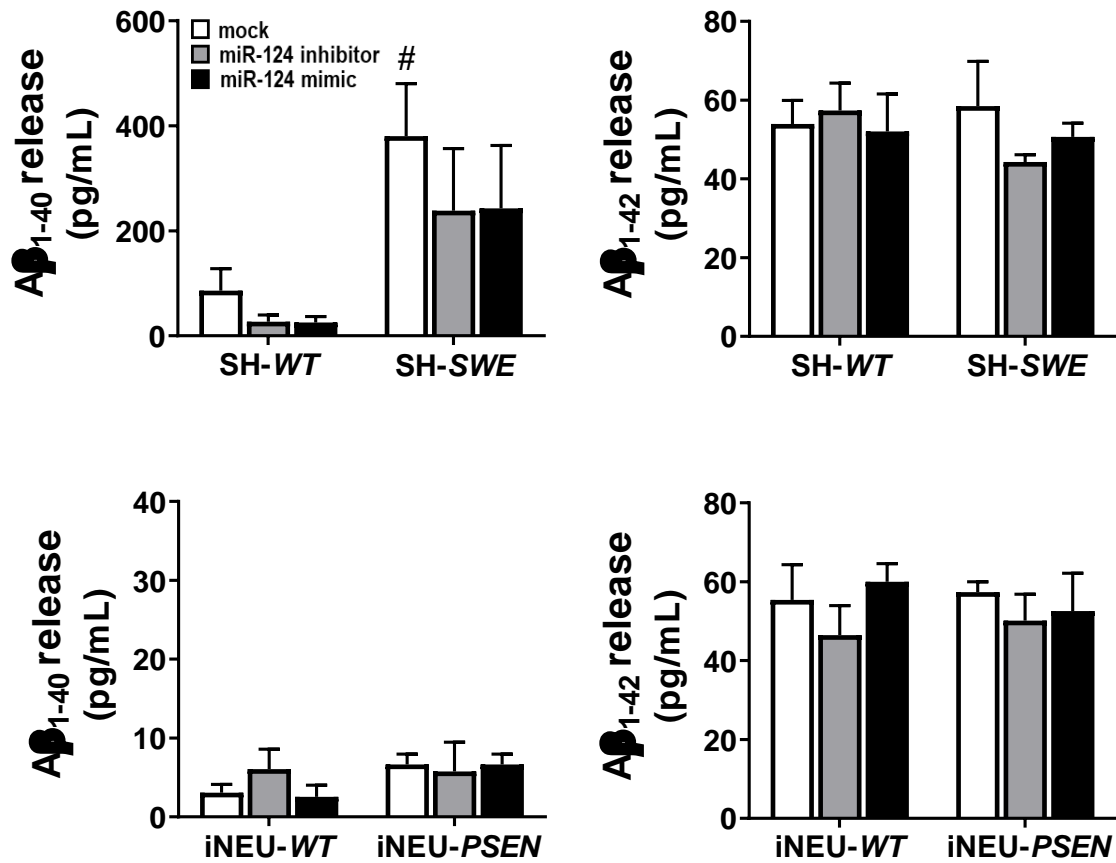 Aβ1-40 release
(pg/mL)
600
400
200
0
mock
miR-124 inhibitor
miR-124 mimic
#
SH-WT
SH-SWE
Aβ1-42 release
(pg/mL)
80
60
40
20
0
SH-WT
SH-SWE
Aβ1-40 release
(pg/mL)
40
30
20
10
0
iNEU-WT
iNEU-PSEN
Aβ1-42 release
(pg/mL)
80
60
40
20
0
iNEU-WT
iNEU-PSEN